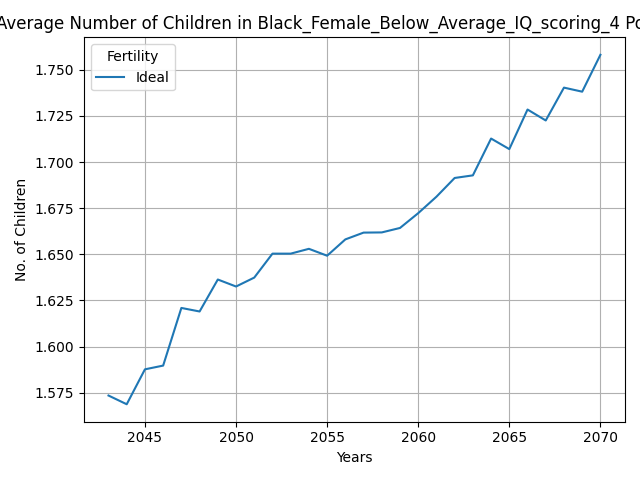 Average Number of Children in Black_Female_Below_Average_IQ_scoring_4 Po
Fertility
Ideal
No. of Children
1.750
1.725
1.700
1.675
1.650
1.625
1.600
1.575
2045 2050 2055 2060 2065 2070
Years